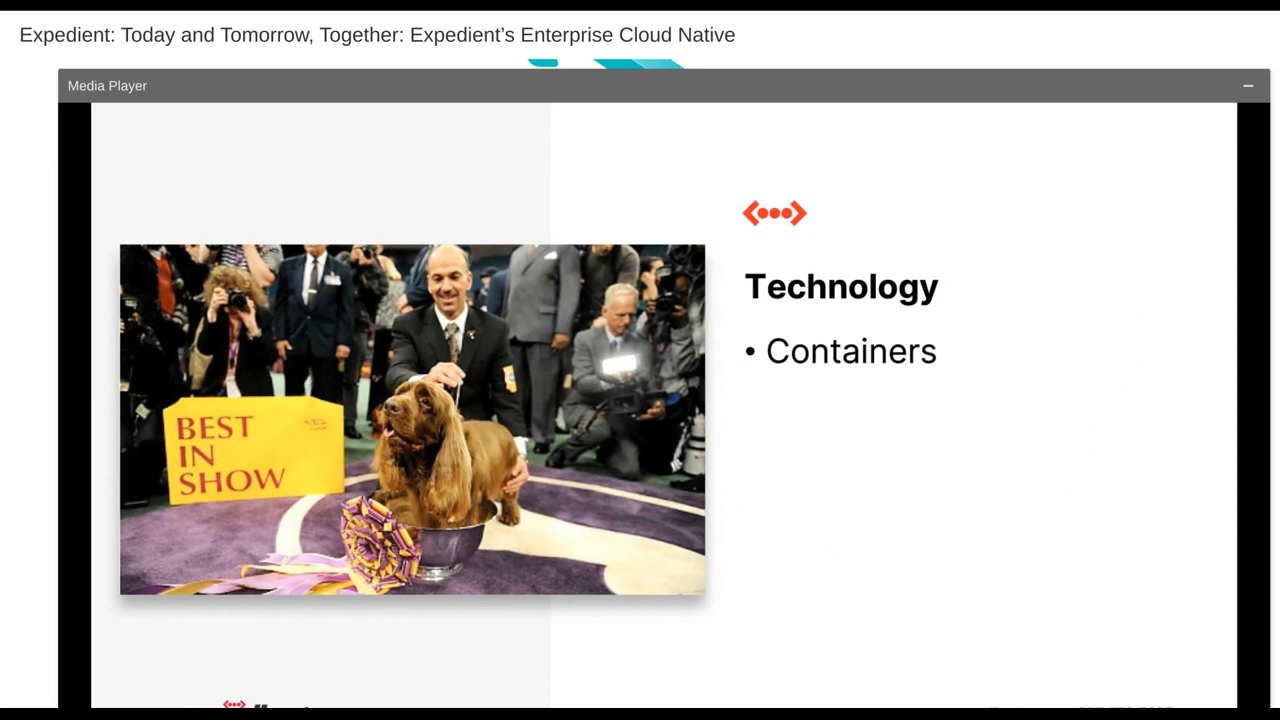 Expedient: Today and Tomorrow, Together: Expedient’s Enterprise Cloud Native
Media Player
Technology
• Containers
BEST
IN
SHOW